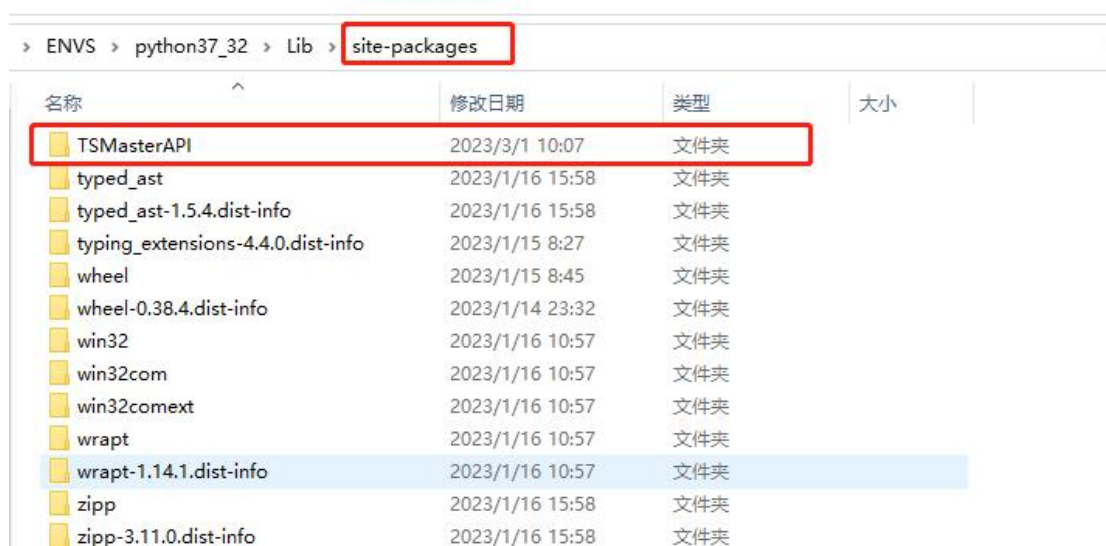 ENVS > python37_32 > Lib > site-packages
名称 修改日期 类型 大小
TSMasterAPI 2023/3/1 10:07 文件夹
typed_ast 2023/1/16 15:58 文件夹
typed_ast-1.5.4.dist-info 2023/1/16 15:58 文件夹
typing_extensions-4.4.0.dist-info 2023/1/15 8:27 文件夹
wheel 2023/1/15 8:45 文件夹
wheel-0.38.4.dist-info 2023/1/14 23:32 文件夹
win32 2023/1/16 10:57 文件夹
win32com 2023/1/16 10:57 文件夹
win32comext 2023/1/16 10:57 文件夹
wrapt 2023/1/16 10:57 文件夹
wrapt-1.14.1.dist-info 2023/1/16 10:57 文件夹
zipp 2023/1/16 15:58 文件夹
zipp-3.11.0.dist-info 2023/1/16 15:58 文件夹